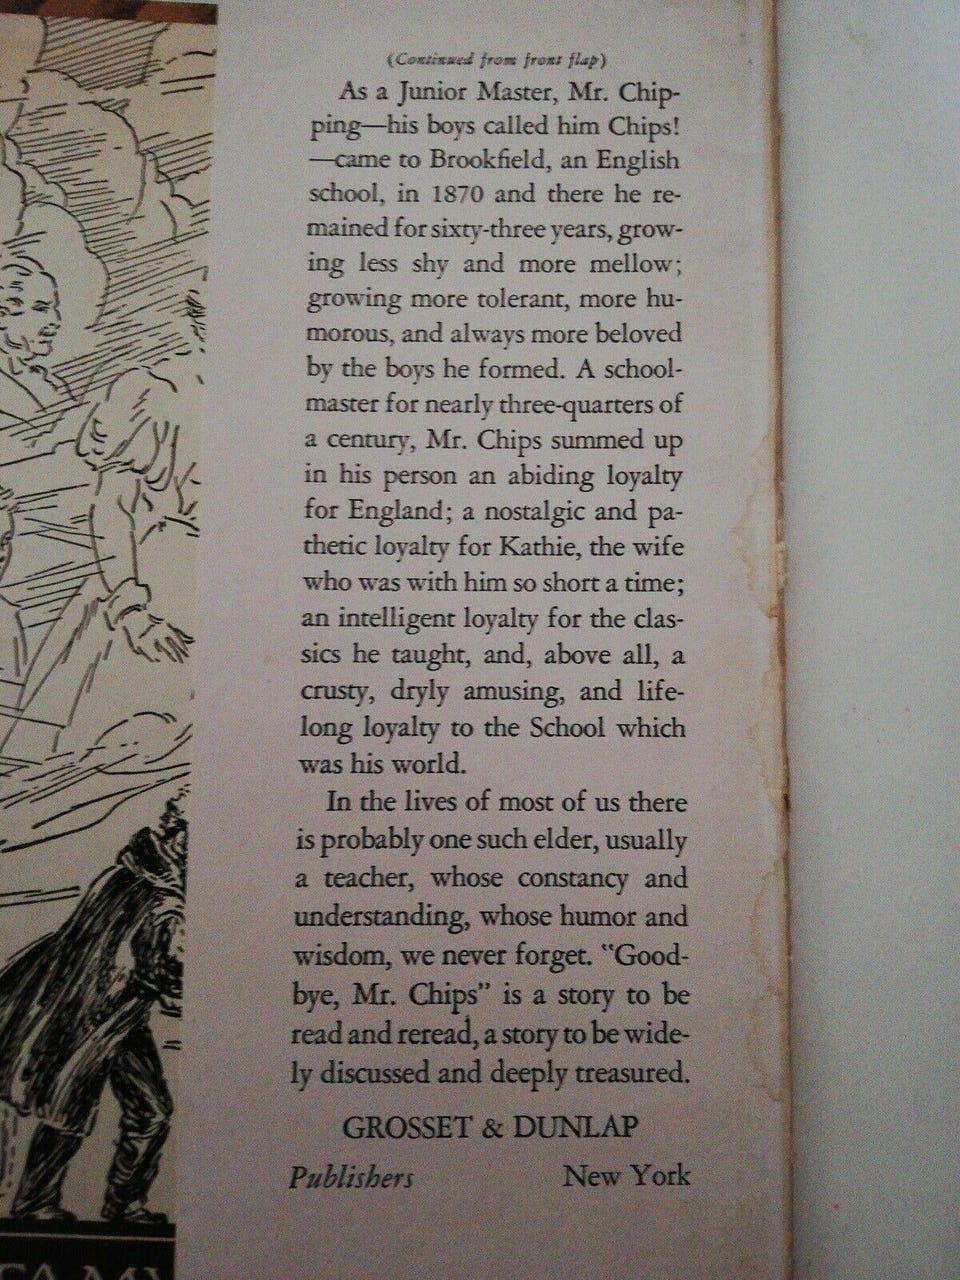 (Continued from front flap)
As a Junior Master, Mr. Chip-
ping—his boys called him Chips!
—came to Brookfield, an English
school, in 1870 and there he re-
mained for sixty-three years, grow-
ing less shy and more mellow;
growing more tolerant, more hu-
morous, and always more beloved
by the boys he formed. A school-
master for nearly three-quarters of
a century, Mr. Chips summed up
in his person an abiding loyalty
for England; a nostalgic and pa-
thetic loyalty for Kathie, the wife
who was with him so short a time;
an intelligent loyalty for the clas-
sics he taught, and, above all, a
crusty, dryly amusing, and life-
long loyalty to the School which
was his world.
In the lives of most of us there
is probably one such elder, usually
a teacher, whose constancy and
understanding, whose humor and
wisdom, we never forget. "Good-
bye, Mr. Chips" is a story to be
read and reread, a story to be wide-
ly discussed and deeply treasured.
GROSSET & DUNLAP
Publishers New York